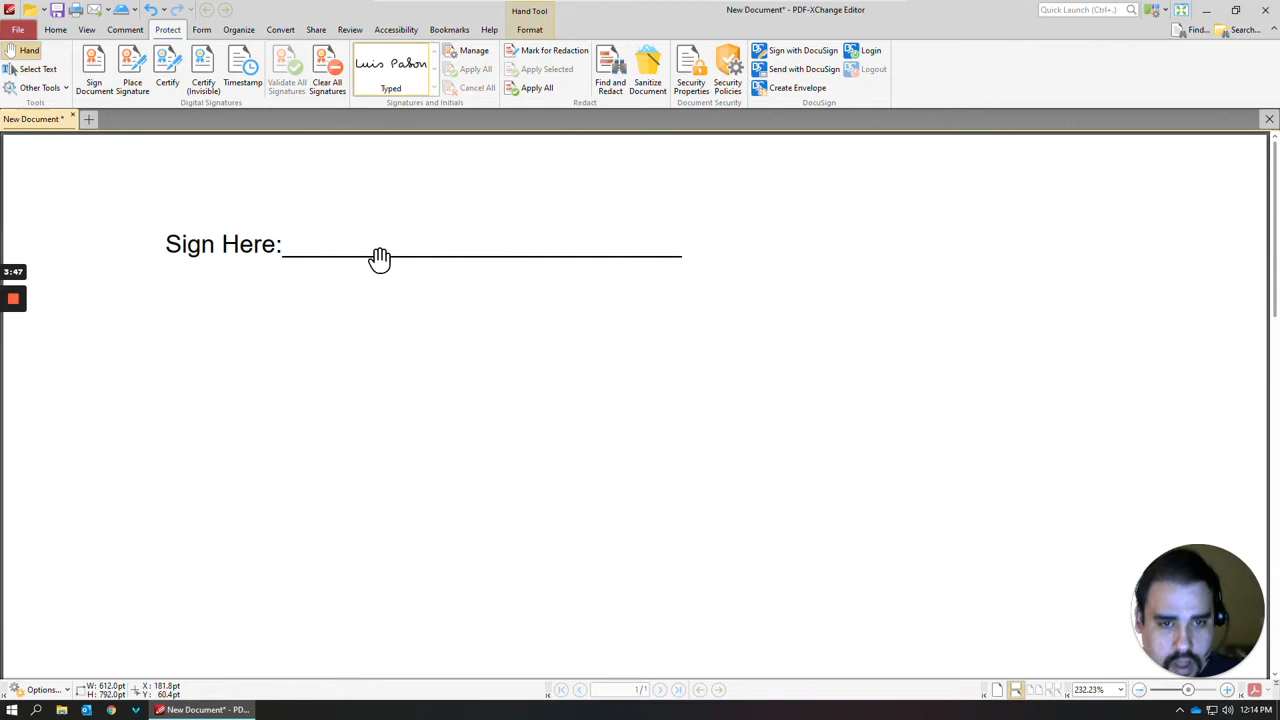 Hand Tool
New Document* - PDF-XChange Editor
Quick Launch (Ctrl+.)
File Home View Comment Protect Form Organize Convert Share Review Accessibility Bookmarks Help Format
Find... Search...
Hand
Select Text
Other Tools
Tools
Sign Document
Place Signature
Certify
Certify (Invisible)
Timestamp
Digital Signatures
Validate All Signatures
Clear All Signatures
Luis Pabon
Typed
Manage
Apply All
Cancel All
Signatures and Initials
Mark for Redaction
Apply Selected
Apply All
Find and Redact
Sanitize Document
Redact
Security Properties
Security Policies
Document Security
Sign with DocuSign
Send with DocuSign
Create Envelope
Login
Logout
DocuSign
New Document *
Sign Here:
3:47
Options...
W: 612.0pt
H: 792.0pt
X: 181.8pt
Y: 60.4pt
1/1
232.23%
New Document* - PD...
12:14 PM